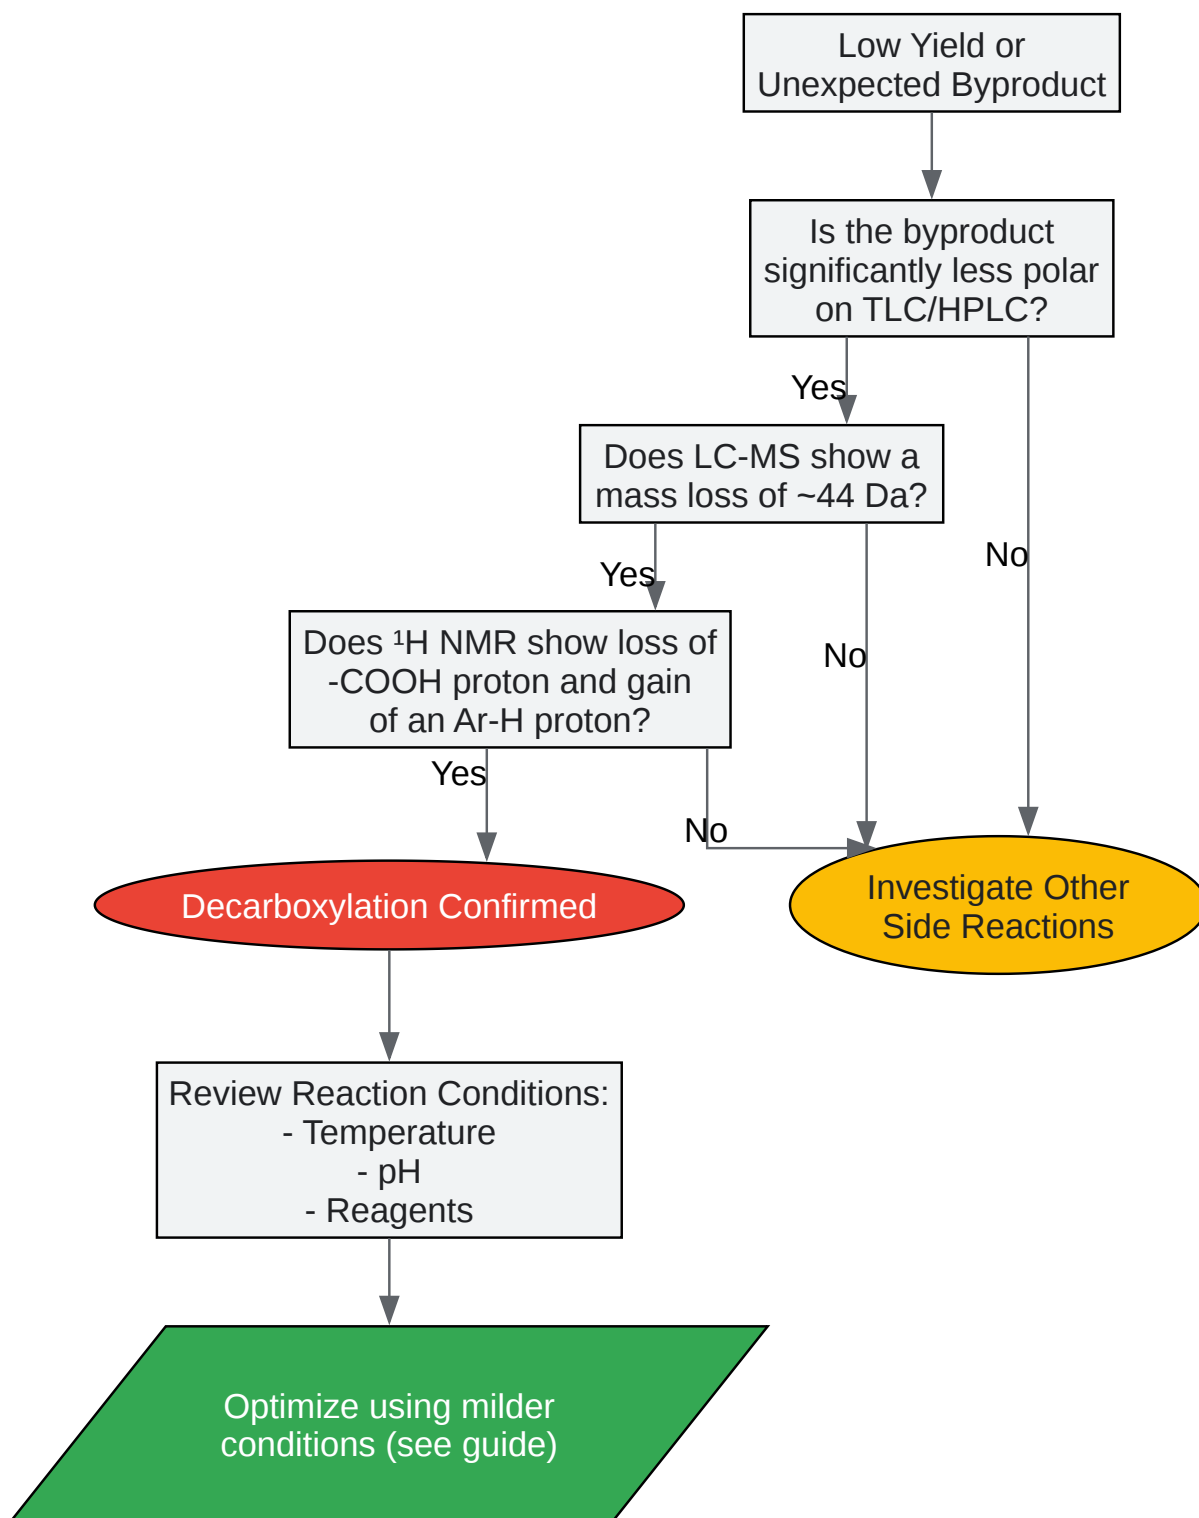 Low Yield or
Unexpected Byproduct
Is the byproduct
significantly less polar
on TLC/HPLC?
Yes
Does LC-MS show a
mass loss of ~44 Da?
No
Yes
Does ¹H NMR show loss of
-COOH proton and gain
of an Ar-H proton?
No
Yes
No
Decarboxylation Confirmed
Investigate Other
Side Reactions
Review Reaction Conditions:
- Temperature
- pH
- Reagents
Optimize using milder
conditions (see guide)